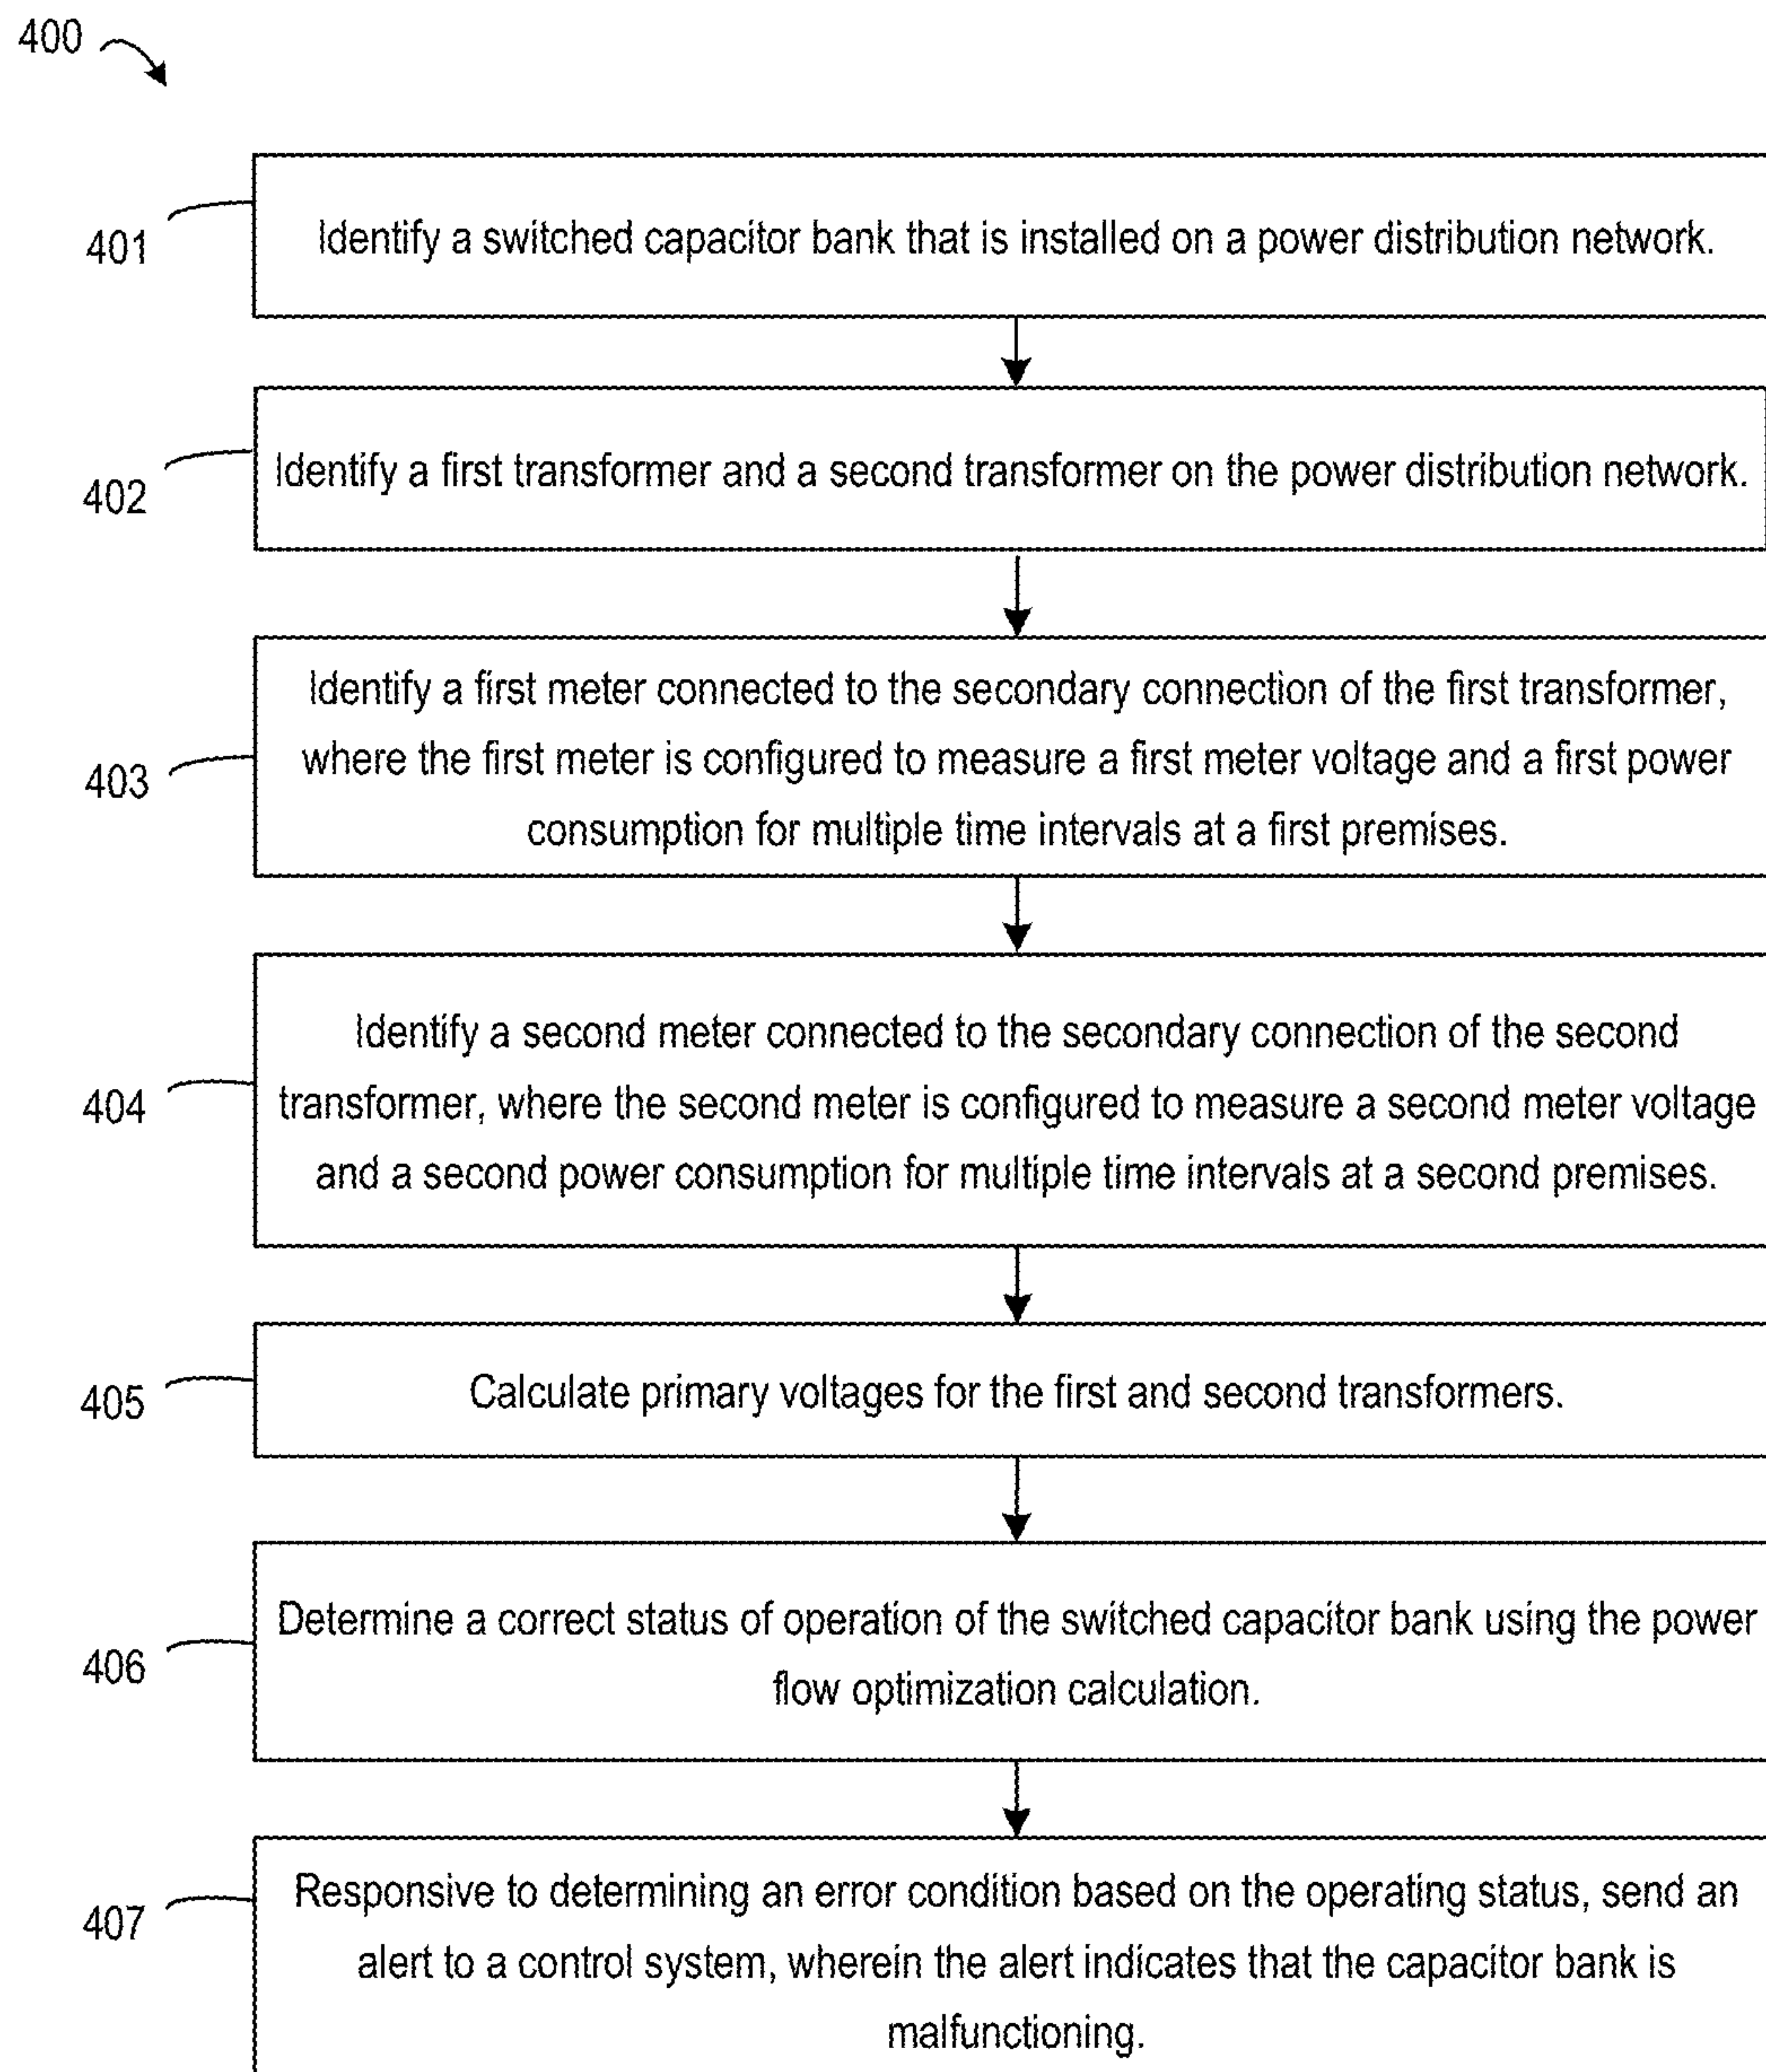 400
401
Identify a switched capacitor bank that is installed on a power distribution network.
402
Identify a first transformer and a second transformer on the power distribution network.
403
Identify a first meter connected to the secondary connection of the first transformer,
where the first meter is configured to measure a first meter voltage and a first power
consumption for multiple time intervals at a first premises.
404
Identify a second meter connected to the secondary connection of the second
transformer, where the second meter is configured to measure a second meter voltage
and a second power consumption for multiple time intervals at a second premises.
405
Calculate primary voltages for the first and second transformers.
406
Determine a correct status of operation of the switched capacitor bank using the power
flow optimization calculation.
407
Responsive to determining an error condition based on the operating status, send an
alert to a control system, wherein the alert indicates that the capacitor bank is
malfunctioning.